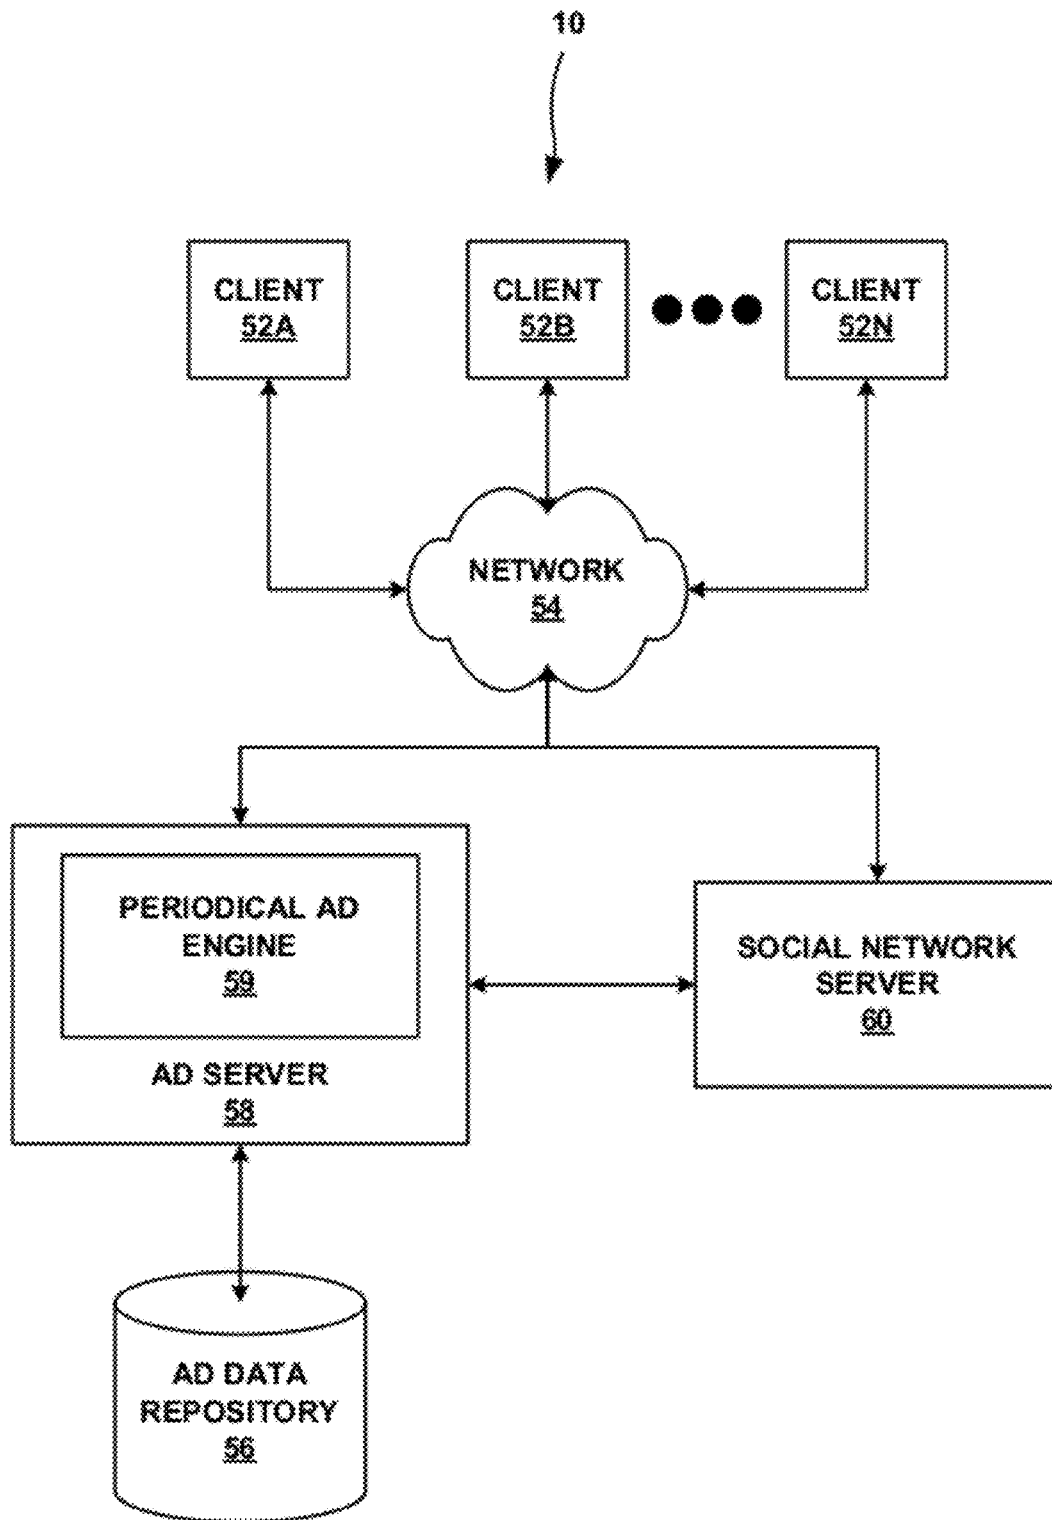 10
CLIENT
52A
CLIENT
52B
CLIENT
52N
NETWORK
54
PERIODICAL AD
ENGINE
59
AD SERVER
58
SOCIAL NETWORK
SERVER
60
AD DATA
REPOSITORY
56